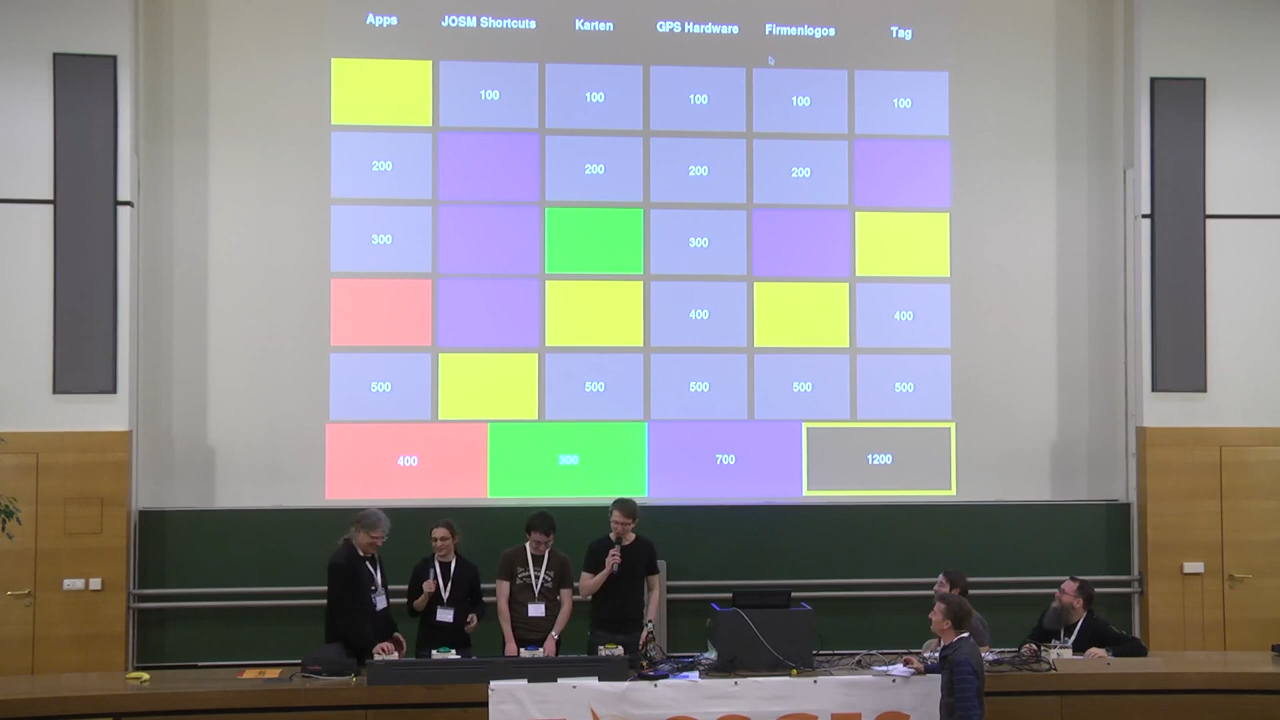 Apps JOSM Shortcuts Karten GPS Hardware Firmenlogos Tag
100 100 100 100 100
200 200 200 200
300 300
400 400
500 500 500 500 500
400 300 700 1200